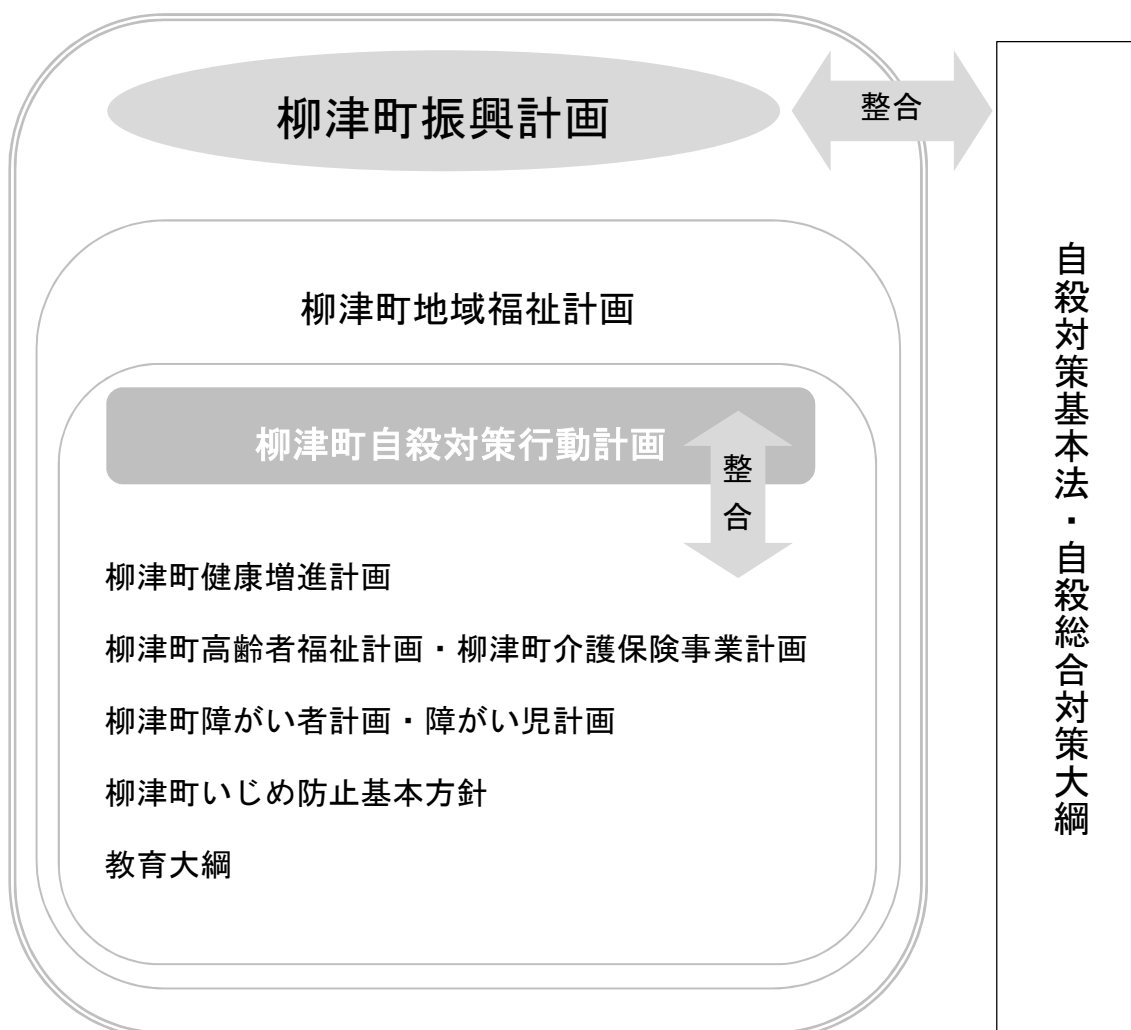 柳津町振興計画
整合
柳津町地域福祉計画
柳津町自殺対策行動計画
整
合
柳津町健康増進計画
柳津町高齢者福祉計画・柳津町介護保険事業計画
柳津町障がい者計画・障がい児計画
柳津町いじめ防止基本方針
教育大綱
自殺対策基本法・自殺総合対策大綱